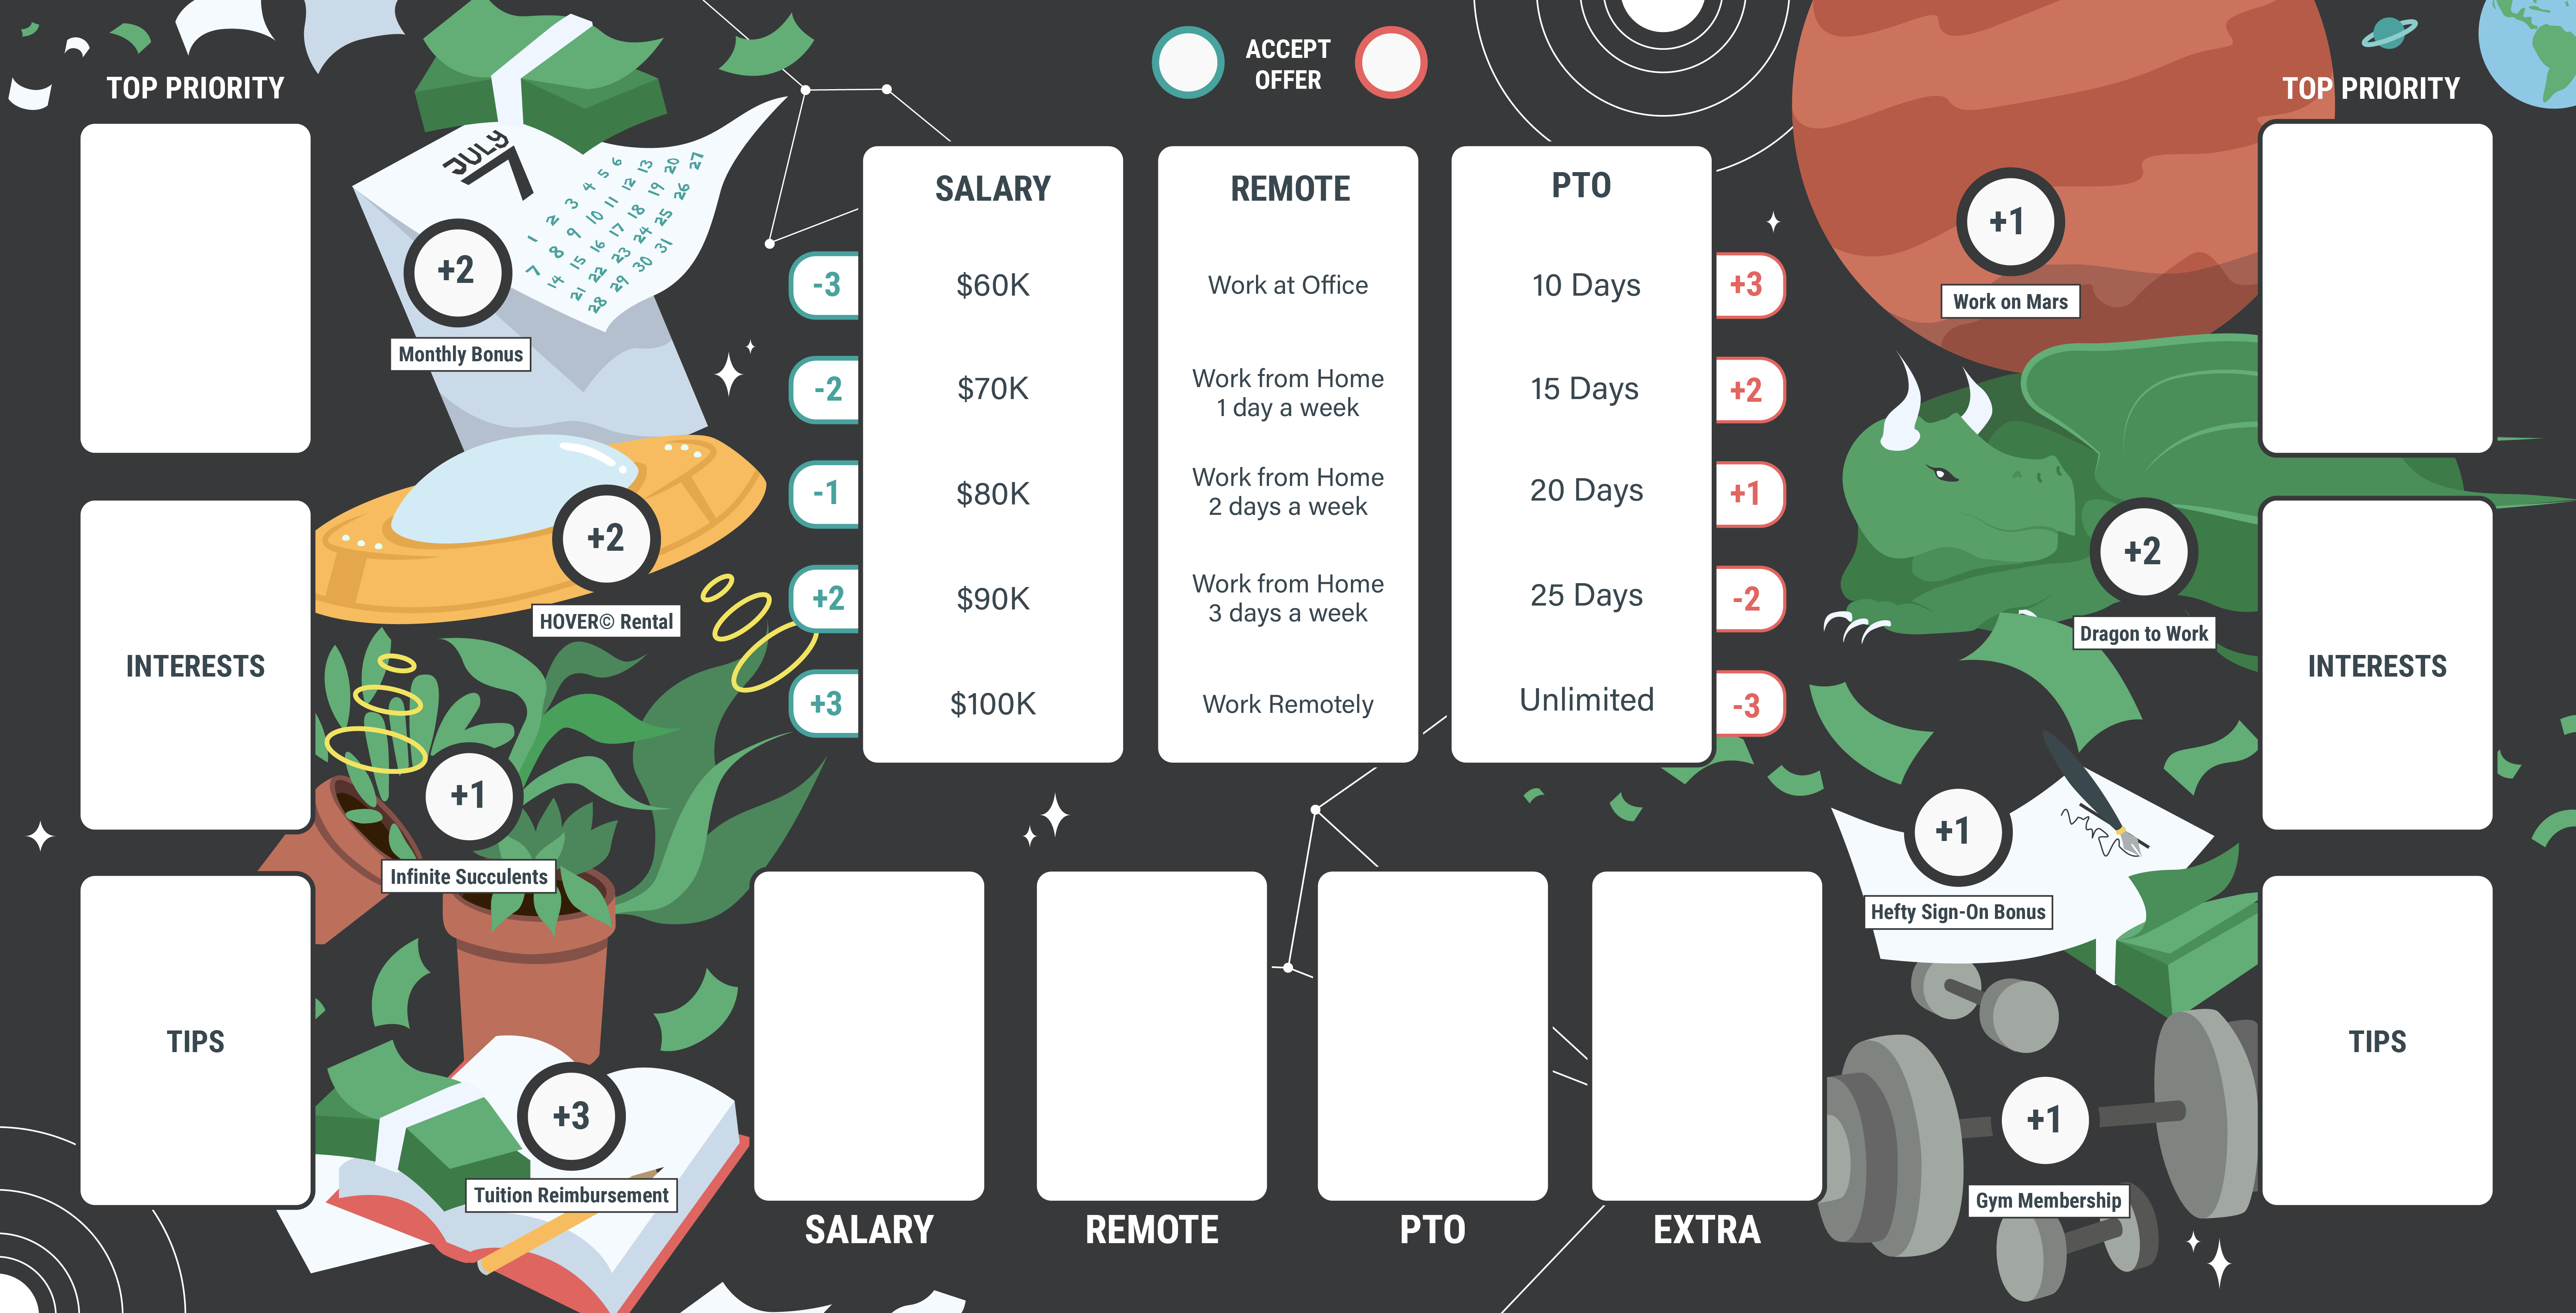 TOP PRIORITY
ACCEPT
OFFER
TOP PRIORITY
JULY
7
1 2 3 4 5 6
7 8 9 10 11 12 13
14 15 16 17 18 19 20
21 22 23 24 25 26 27
28 29 30 31
+2
Monthly Bonus
+2
HOVER© Rental
INTERESTS
+1
Infinite Succulents
TIPS
+3
Tuition Reimbursement
SALARY
REMOTE
PTO
-3
$60K
Work at Office
10 Days
+3
-2
$70K
Work from Home
1 day a week
15 Days
+2
-1
$80K
Work from Home
2 days a week
20 Days
+1
+2
$90K
Work from Home
3 days a week
25 Days
-2
+3
$100K
Work Remotely
Unlimited
-3
SALARY
REMOTE
PTO
EXTRA
+1
Work on Mars
+2
Dragon to Work
INTERESTS
+1
Hefty Sign-On Bonus
TIPS
+1
Gym Membership